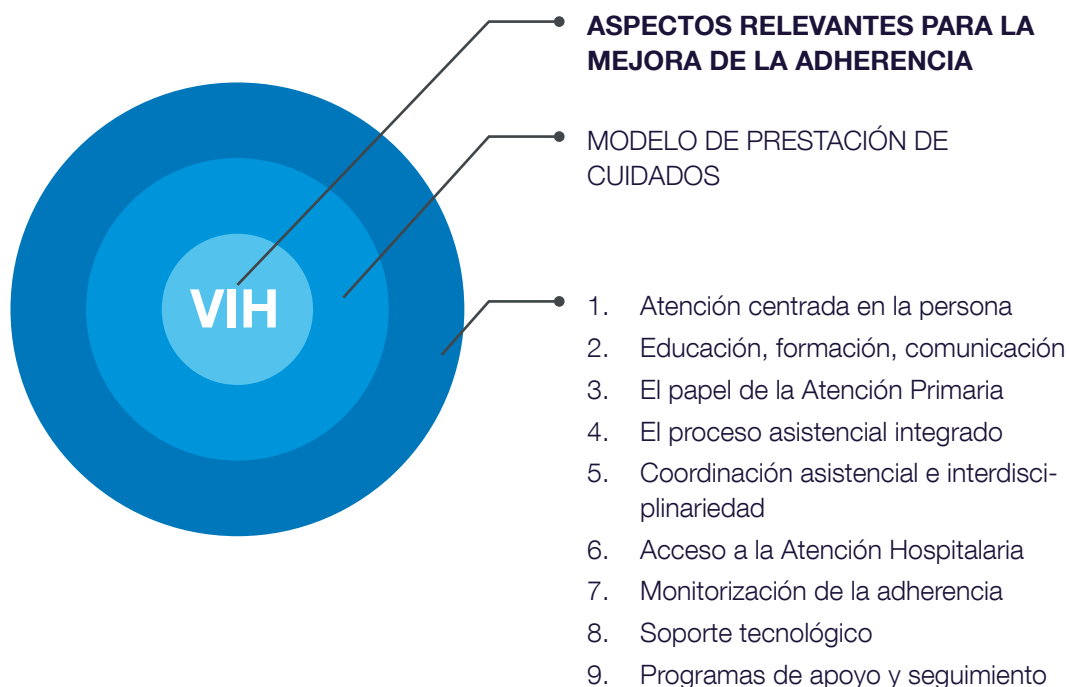 ASPECTOS RELEVANTES PARA LA
MEJORA DE LA ADHERENCIA
MODELO DE PRESTACIÓN DE
CUIDADOS
VIH
1. Atención centrada en la persona
2. Educación, formación, comunicación
3. El papel de la Atención Primaria
4. El proceso asistencial integrado
5. Coordinación asistencial e interdisci-
plinariedad
6. Acceso a la Atención Hospitalaria
7. Monitorización de la adherencia
8. Soporte tecnológico
9. Programas de apoyo y seguimiento